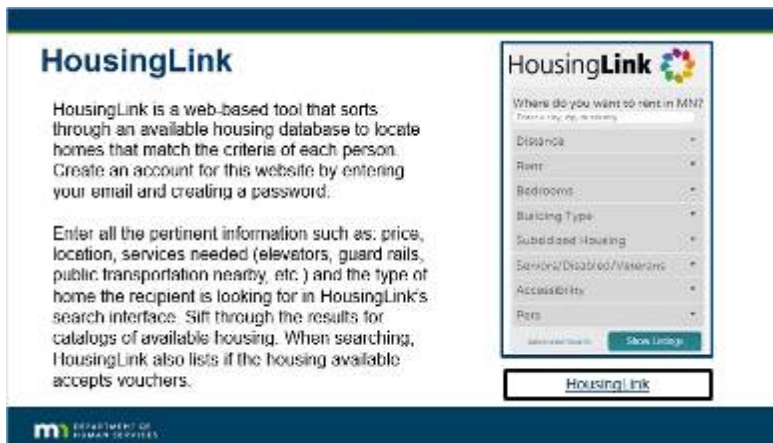 HousingLink
HousingLink is a web-based tool that sorts
through an available housing database to locate
homes that match the criteria of each person.
Create an account for this website by entering
your email and creating a password.
Enter all the pertinent information such as: price,
location, services needed (elevators, guard rails,
public transportation nearby, etc.) and the type of
home the recipient is looking for in HousingLink's
search interface. Sift through the results for
catalogs of available housing. When searching,
HousingLink also lists if the housing available
accepts vouchers.
HousingLink
Where do you want to rent in MN?
Distance
Rent
Bedrooms
Building Type
Subsidized Housing
Seniors/Disabled/Veterans
Accessibility
Pets
Show Listings
HousingLink
mn DEPARTMENT OF
HUMAN SERVICES